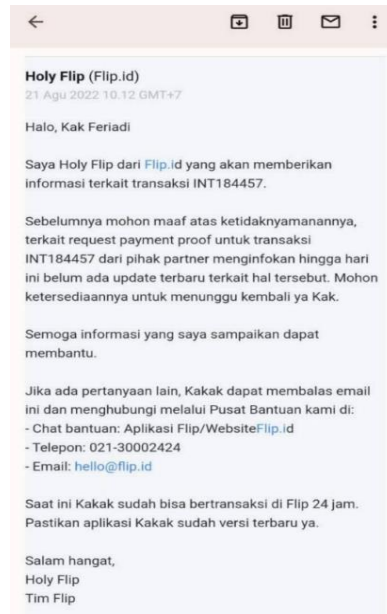 Holy Flip (Flip.id)
21 Agu 2022 10.12 GMT+7
Halo, Kak Feriadi
Saya Holy Flip dari Flip.id yang akan memberikan
informasi terkait transaksi INT184457.
Sebelumnya mohon maaf atas ketidaknyamanannya,
terkait request payment proof untuk transaksi
INT184457 dari pihak partner menginfokan hingga hari
ini belum ada update terbaru terkait hal tersebut. Mohon
ketersediaannya untuk menunggu kembali ya Kak.
Semoga informasi yang saya sampaikan dapat
membantu.
Jika ada pertanyaan lain, Kakak dapat membalas email
ini dan menghubungi melalui Pusat Bantuan kami di:
- Chat bantuan: Aplikasi Flip/WebsiteFlip.id
- Telepon: 021-30002424
- Email: hello@flip.id
Saat ini Kakak sudah bisa bertransaksi di Flip 24 jam.
Pastikan aplikasi Kakak sudah versi terbaru ya.
Salam hangat,
Holy Flip
Tim Flip